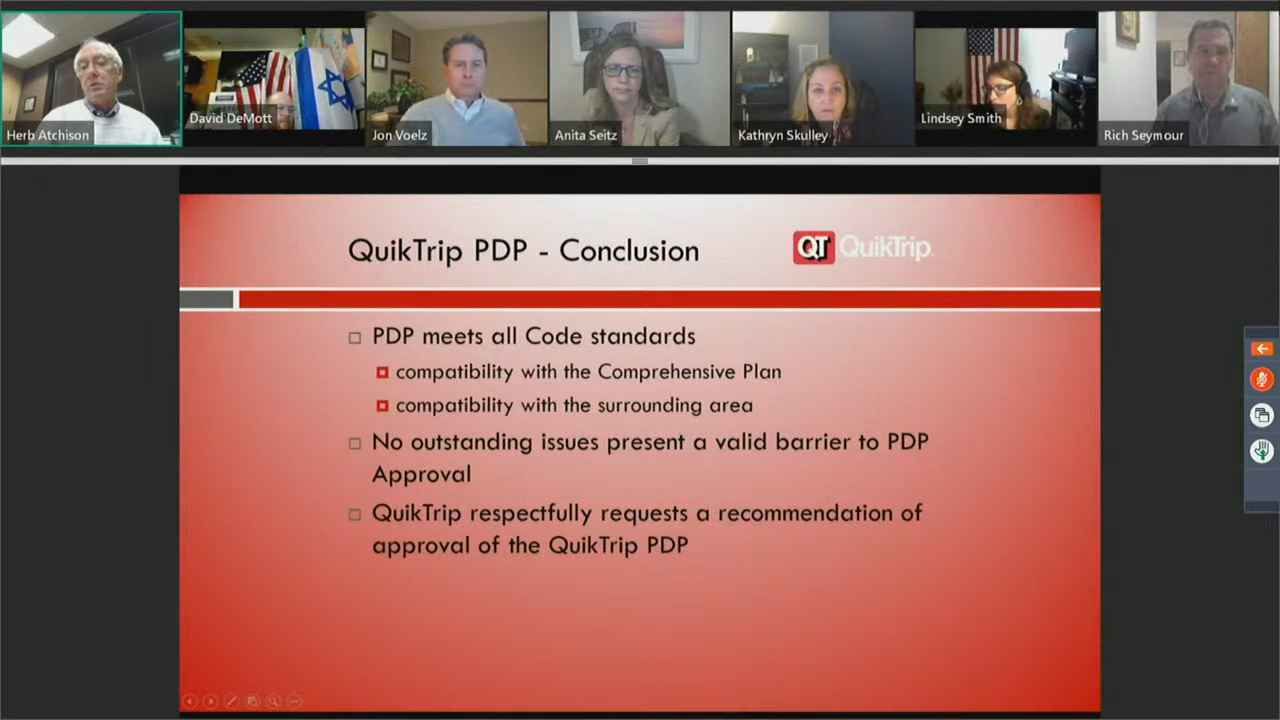 Herb Atchison
David DeMott
Jon Voelz
Anita Seitz
Kathryn Skulley
Lindsey Smith
Rich Seymour
QuikTrip PDP - Conclusion
QT QuikTrip
PDP meets all Code standards
compatibility with the Comprehensive Plan
compatibility with the surrounding area
No outstanding issues present a valid barrier to PDP
Approval
QuikTrip respectfully requests a recommendation of
approval of the QuikTrip PDP